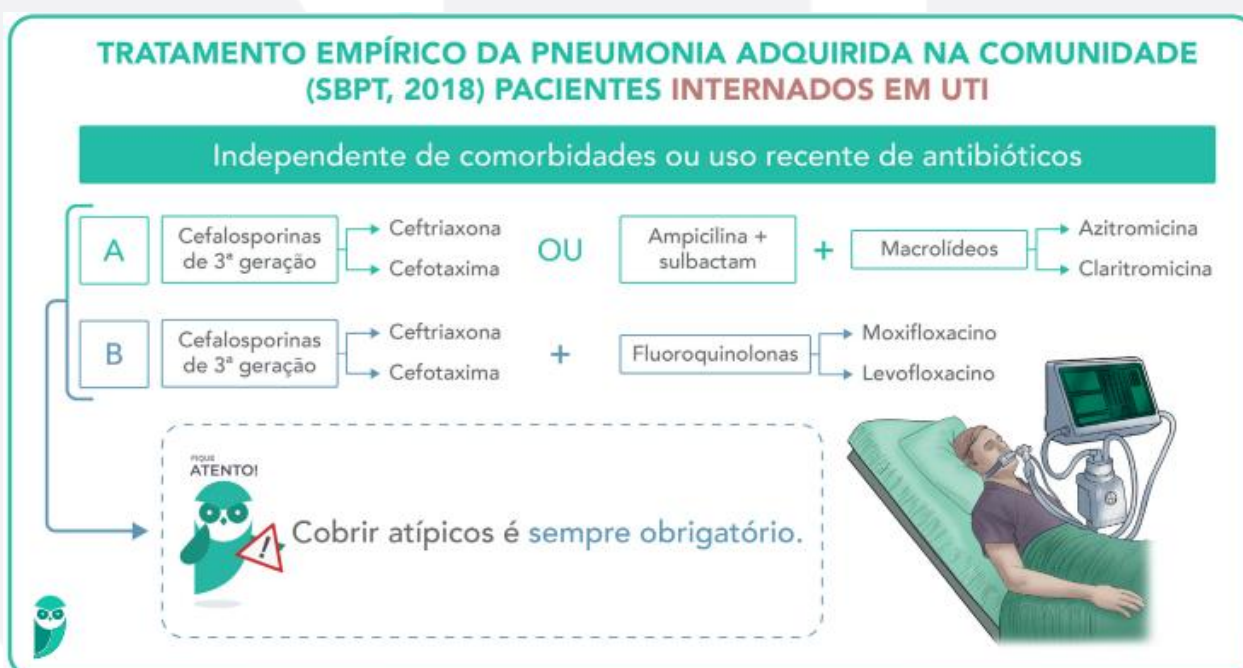 TRATAMENTO EMPÍRICO DA PNEUMONIA ADQUIRIDA NA COMUNIDADE
(SBPT, 2018) PACIENTES INTERNADOS EM UTI
Independente de comorbidades ou uso recente de antibióticos
A
Cefalosporinas
de 3ª geração
Ceftriaxona
Cefotaxima
OU
Ampicilina +
sulbactam
+
Macrolídeos
Azitromicina
Claritromicina
B
Cefalosporinas
de 3ª geração
Ceftriaxona
Cefotaxima
+
Fluoroquinolonas
Moxifloxacino
Levofloxacino
FIQUE
ATENTO!
!
Cobrir atípicos é sempre obrigatório.